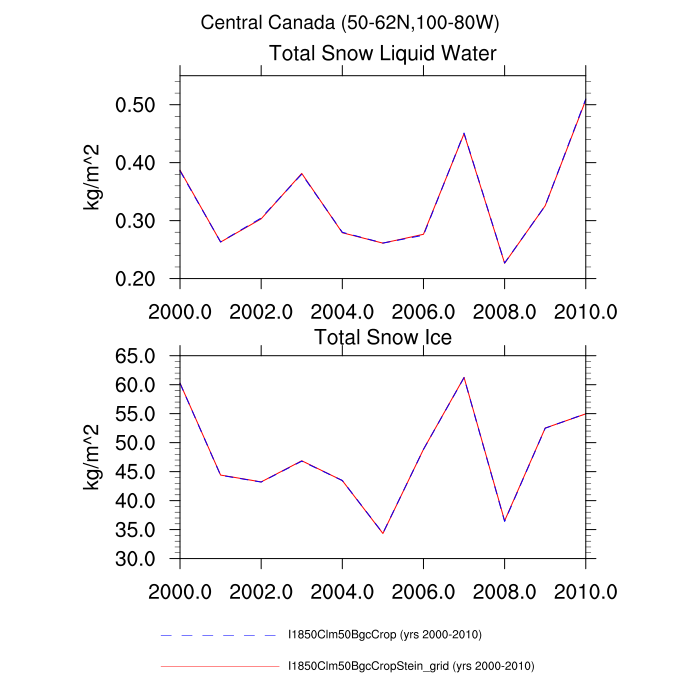 Central Canada (50-62N,100-80W)
Total Snow Liquid Water
0.50
0.40
0.30
0.20
kg/m^2
2000.0 2002.0 2004.0 2006.0 2008.0 2010.0
Total Snow Ice
65.0
60.0
55.0
50.0
45.0
40.0
35.0
30.0
kg/m^2
2000.0 2002.0 2004.0 2006.0 2008.0 2010.0
I1850Clm50BgcCrop (yrs 2000-2010)
I1850Clm50BgcCropStein_grid (yrs 2000-2010)